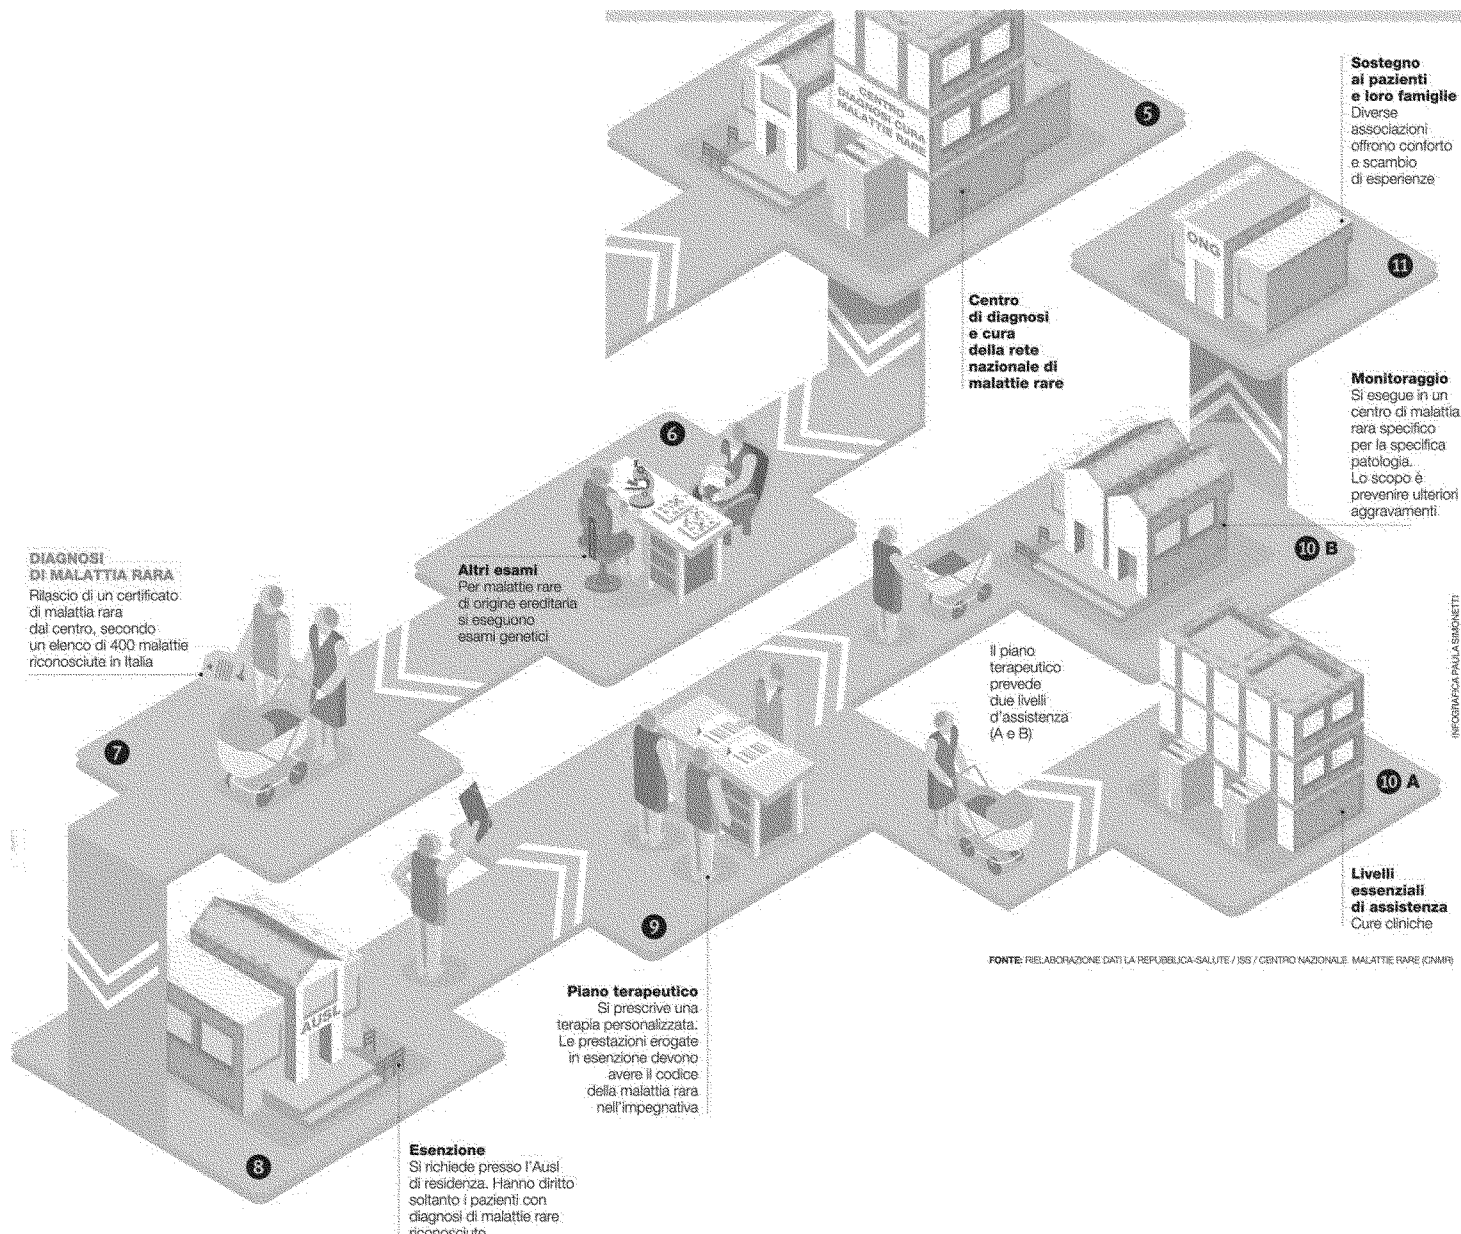 CENTRO
DIAGNOSI CURA
MALATTIE RARE
5
Sostegno
ai pazienti
e loro famiglie
Diverse
associazioni
offrono conforto
e scambio
di esperienze
ONG
11
Centro
di diagnosi
e cura
della rete
nazionale di
malattie rare
Monitoraggio
Si esegue in un
centro di malattia
rara specifico
per la specifica
patologia.
Lo scopo è
prevenire ulteriori
aggravamenti
10 B
6
Altri esami
Per malattie rare
di origine ereditaria
si eseguono
esami genetici
DIAGNOSI
DI MALATTIA RARA
Rilascio di un certificato
di malattia rara
dal centro, secondo
un elenco di 400 malattie
riconosciute in Italia
7
Il piano
terapeutico
prevede
due livelli
d'assistenza
(A e B)
10 A
Livelli
essenziali
di assistenza
Cure cliniche
INFOGRAFICA PAULA SIMONETTI
FONTE: RIELABORAZIONE DATI LA REPUBBLICA-SALUTE / ISS / CENTRO NAZIONALE MALATTIE RARE (CNMR)
9
Piano terapeutico
Si prescrive una
terapia personalizzata.
Le prestazioni erogate
in esenzione devono
avere il codice
della malattia rara
nell'impegnativa
AUSL
8
Esenzione
Si richiede presso l'Ausl
di residenza. Hanno diritto
soltanto i pazienti con
diagnosi di malattie rare
riconosciute